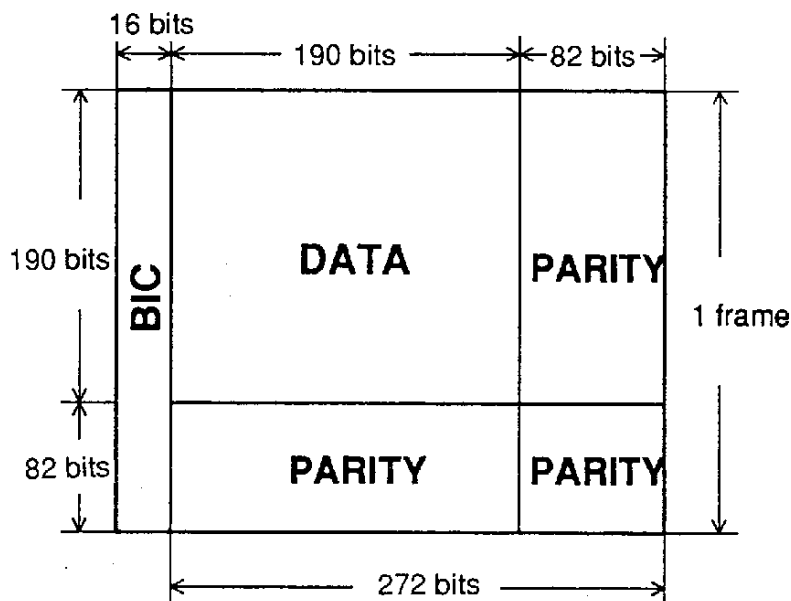 16 bits
190 bits
82 bits
190 bits
BIC
DATA
PARITY
1 frame
82 bits
PARITY
PARITY
272 bits